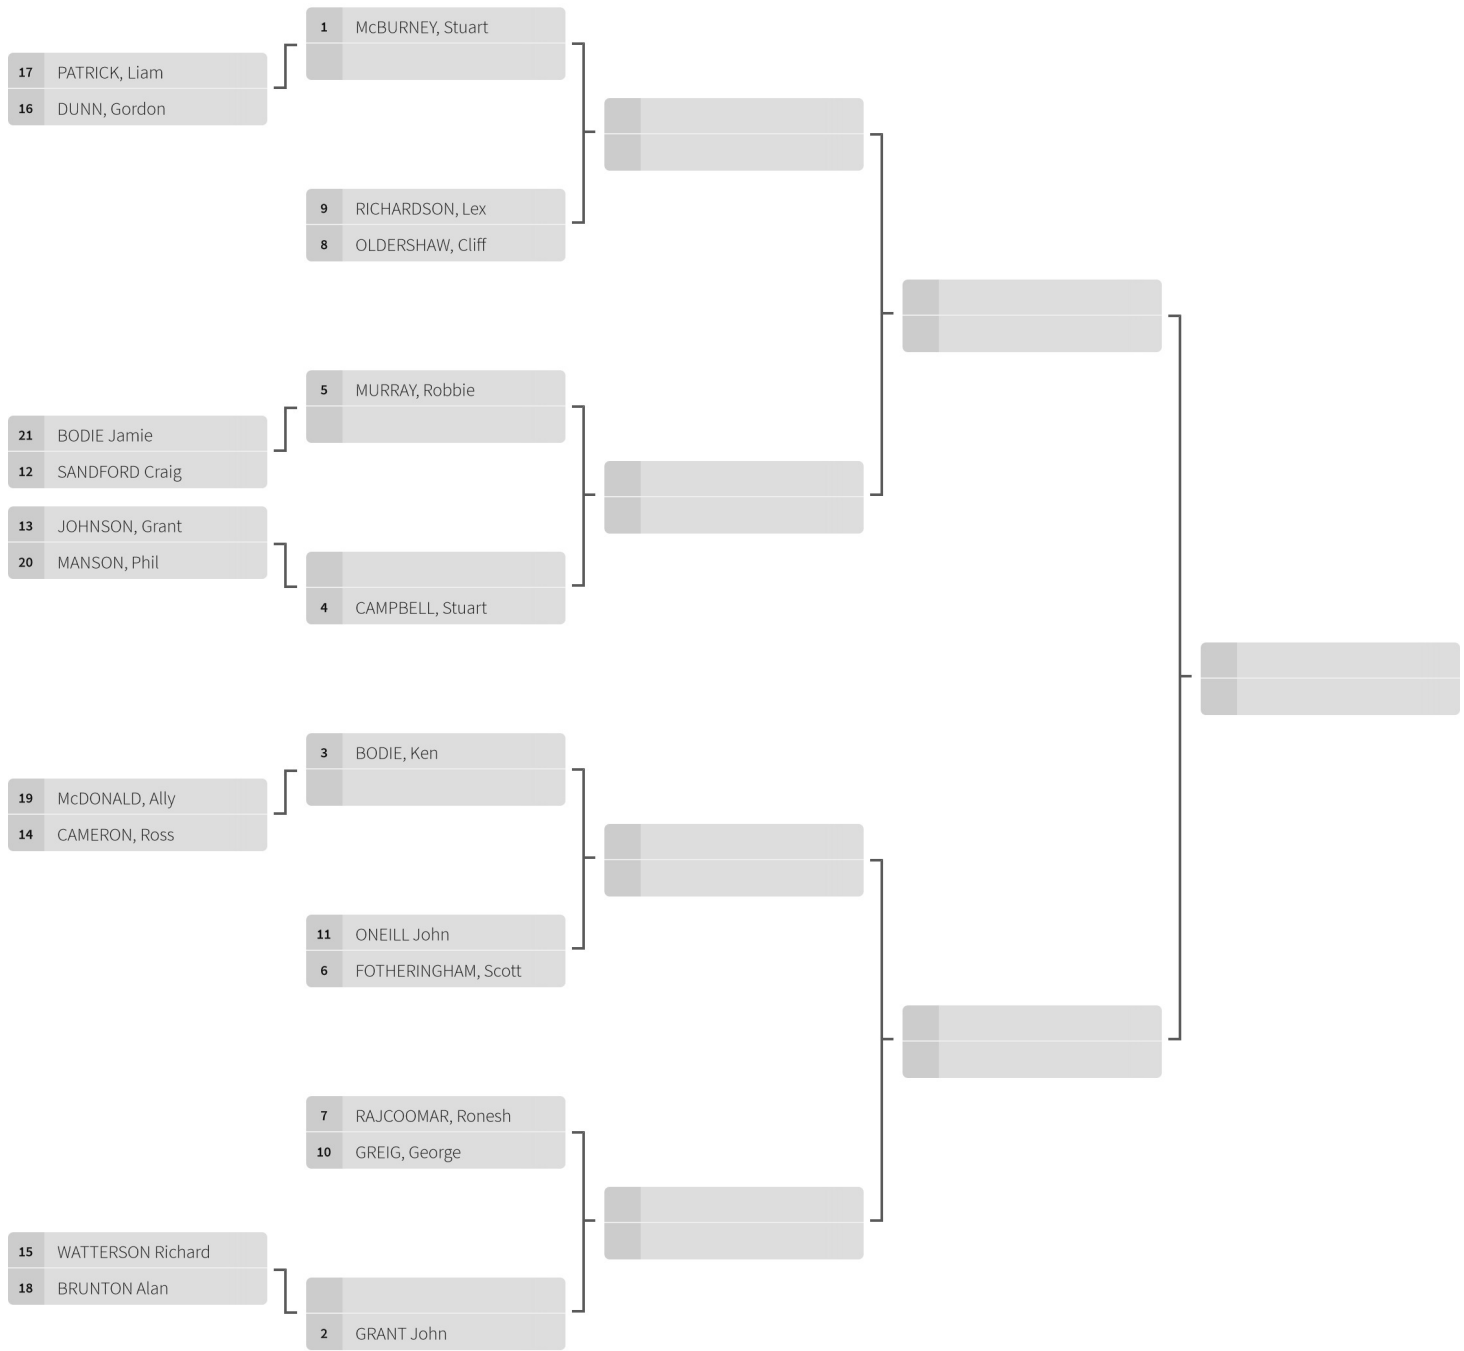 1 McBURNEY, Stuart
17 PATRICK, Liam
16 DUNN, Gordon
9 RICHARDSON, Lex
8 OLDERSHAW, Cliff
5 MURRAY, Robbie
21 BODIE Jamie
12 SANDFORD Craig
13 JOHNSON, Grant
20 MANSON, Phil
4 CAMPBELL, Stuart
3 BODIE, Ken
19 McDONALD, Ally
14 CAMERON, Ross
11 ONEILL John
6 FOTHERINGHAM, Scott
7 RAJCOOMAR, Ronesh
10 GREIG, George
15 WATTERSON Richard
18 BRUNTON Alan
2 GRANT John